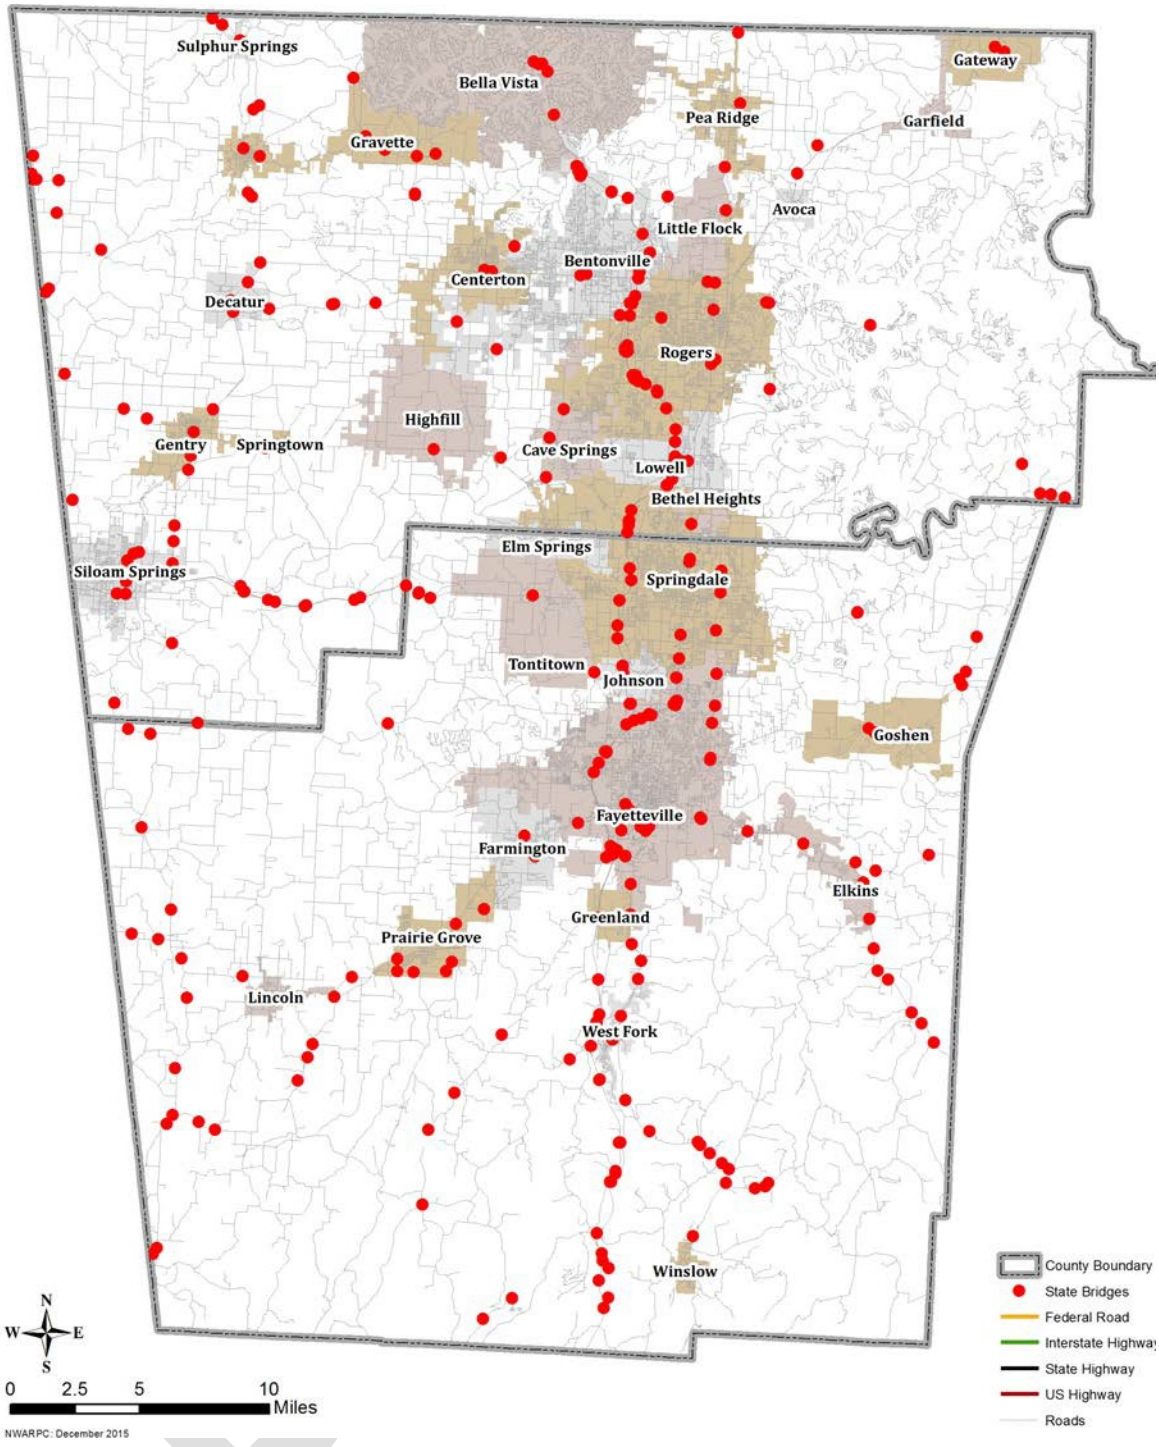 Sulphur Springs
Gateway
Bella Vista
Pea Ridge
Garfield
Gravette
Avoca
Little Flock
Bentonville
Centerton
Decatur
Rogers
Highfill
Gentry
Springtown
Cave Springs
Lowell
Bethel Heights
Elm Springs
Siloam Springs
Springdale
Tontitown
Johnson
Goshen
Fayetteville
Farmington
Elkins
Greenland
Prairie Grove
Lincoln
West Fork
Winslow
County Boundary
State Bridges
Federal Road
Interstate Highway
State Highway
US Highway
Roads
N
W E
S
0 2.5 5 10
Miles
NWARPC: December 2015